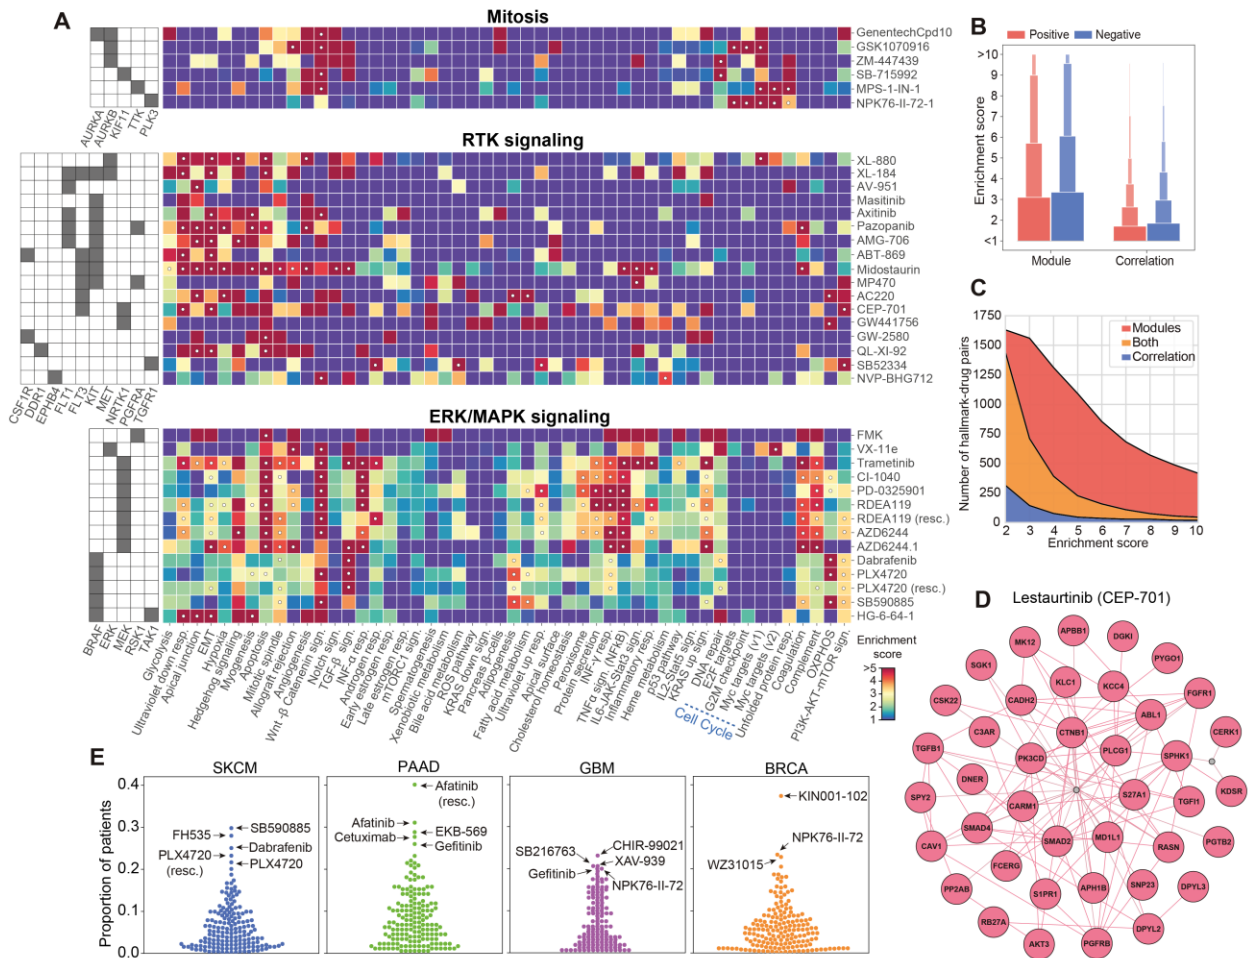 A
Mitosis
GenentechCpd10
GSK1070916
ZM-447439
SB-715992
MPS-1-IN-1
NPK76-II-72-1
AURKA
AURKB
KIF11
TTK
PLK3
RTK signaling
XL-880
XL-184
AV-951
Masitinib
Axitinib
Pazopanib
AMG-706
ABT-869
Midostaurin
MP470
AC220
CEP-701
GW441756
GW-2580
QL-XI-92
SB52334
NVP-BHG712
CSF1R
DDR1
EPHB4
FLT1
FLT3
KIT
MET
NRTK1
PGFRA
TGFR1
ERK/MAPK signaling
FMK
VX-11e
Trametinib
CI-1040
PD-0325901
RDEA119
RDEA119 (resc.)
AZD6244
AZD6244.1
Dabrafenib
PLX4720
PLX4720 (resc.)
SB590885
HG-6-64-1
BRAF
ERK
MEK
RSK
TAK1
Glycolysis
Ultraviolet down resp.
Apical junction
EMT
Hypoxia
Hedgehog signaling
Myogenesis
Apoptosis
Mitotic spindle
Allograft rejection
Angiogenesis
Wnt-β Catenenin sign.
Notch sign.
TGF-β sign.
TNF-α resp.
Androgen resp.
Early estrogen resp.
Late estrogen resp.
mTORC1 sign.
Spermatogenesis
Xenobiotic metabolism
Bile acid metabolism
ROS pathway
KRAS down sign.
Pancreas β-cells
Adipogenesis
Fatty acid metabolism
Ultraviolet up resp.
Apical surface
Cholesterol homeostasis
Peroxisome
Protein secretion
IFN-γ resp.
TNFα sign. (NFκB)
IL6-JAK-Stat3 sign.
Inflammatory resp.
Heme metabolism
p53 pathway
IL2-Stat5 sign.
KRAS up sign.
DNA repair
E2F targets
G2M checkpoint
Myc targets (v1)
Myc targets (v2)
Unfolded protein resp.
Coagulation
Complement
OXPHOS
PI3K-AKT-mTOR sign.
Cell Cycle
Enrichment
score
>5
4
3
2
1
B
Positive
Negative
Enrichment score
>10
9
8
7
6
5
4
3
2
<1
Module
Correlation
C
Number of hallmark-drug pairs
1750
1500
1250
1000
750
500
250
0
Modules
Both
Correlation
2 3 4 5 6 7 8 9 10
Enrichment score
D
Lestaurtinib (CEP-701)
APBB1
MK12
DGKI
PYGO1
SGK1
KLC1
KCC4
FGFR1
CSK22
CADH2
ABL1
C3AR
CTNB1
CERK1
TGFB1
PK3CD
PLCG1
SPHK1
DNER
KDSR
SPY2
CARM1
S27A1
TGFI1
SMAD4
SMAD2
MD1L1
RASN
PGTB2
CAV1
FCERG
PP2AB
S1PR1
APH1B
SNP23
DPYL3
RB27A
DPYL2
AKT3
PGFRB
E
Proportion of patients
0.4
0.3
0.2
0.1
0.0
SKCM
SB590885
FH535
Dabrafenib
PLX4720
(resc.)
PLX4720
PAAD
Afatinib
(resc.)
Afatinib
EKB-569
Cetuximab
Gefitinib
GBM
CHIR-99021
SB216763
XAV-939
Gefitinib
NPK76-II-72
BRCA
KIN001-102
NPK76-II-72
WZ31015